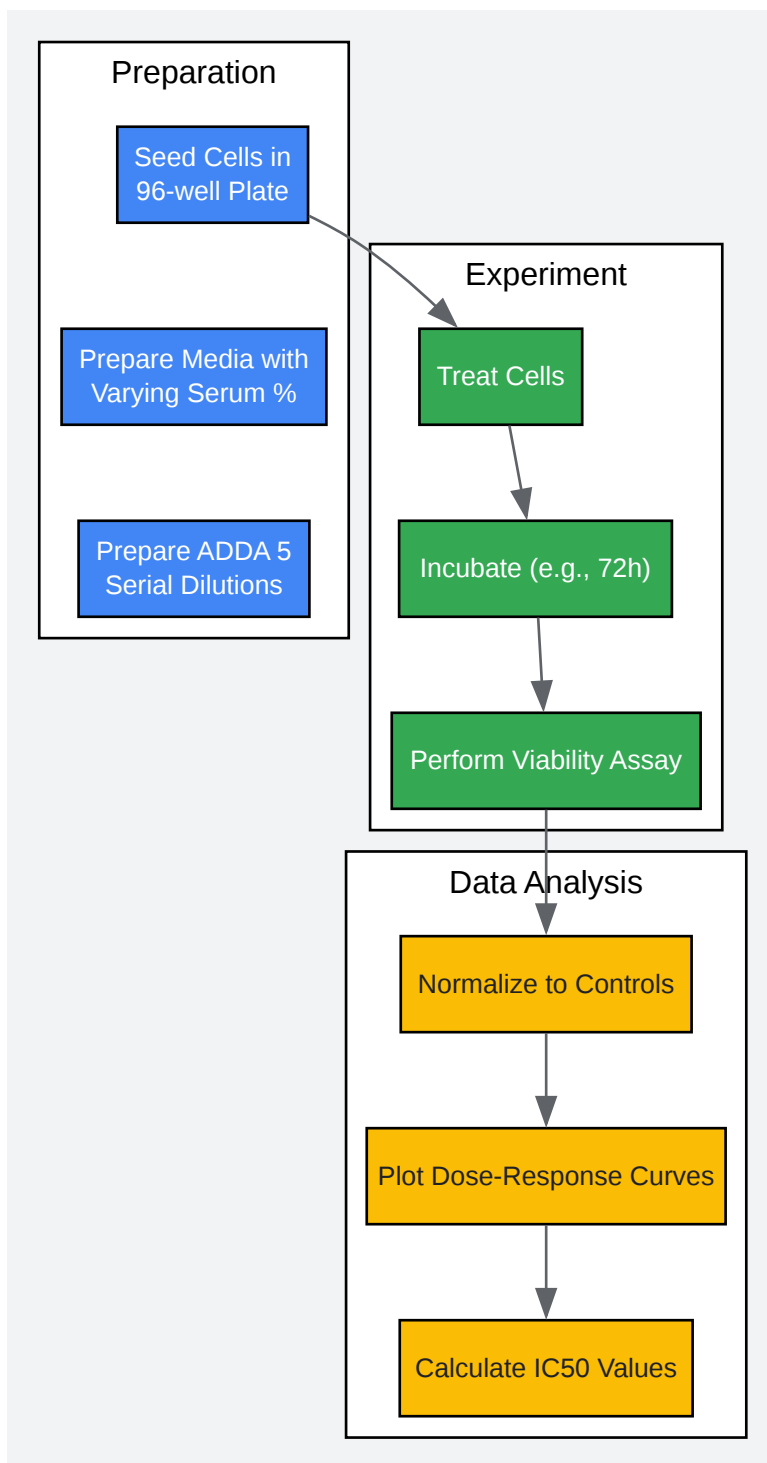 Preparation
Seed Cells in
96-well Plate
Prepare Media with
Varying Serum %
Prepare ADDA 5
Serial Dilutions
Experiment
Treat Cells
Incubate (e.g., 72h)
Perform Viability Assay
Data Analysis
Normalize to Controls
Plot Dose-Response Curves
Calculate IC50 Values